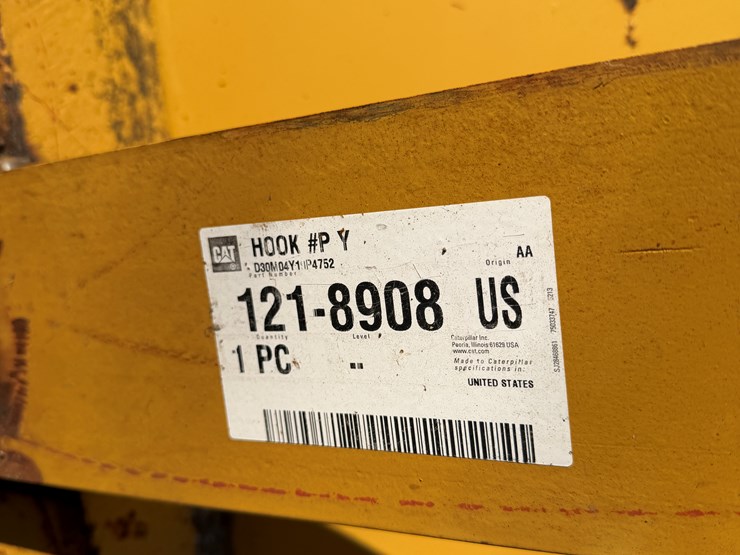 CAT HOOK #P Y
D30M04Y1
Part Number
AA
Origin
121-8908 US
Quantity Level
1 PC
Caterpillar Inc.
Peoria, Illinois 61629 USA
www.cat.com
Made to Caterpillar
specifications in:
UNITED STATES